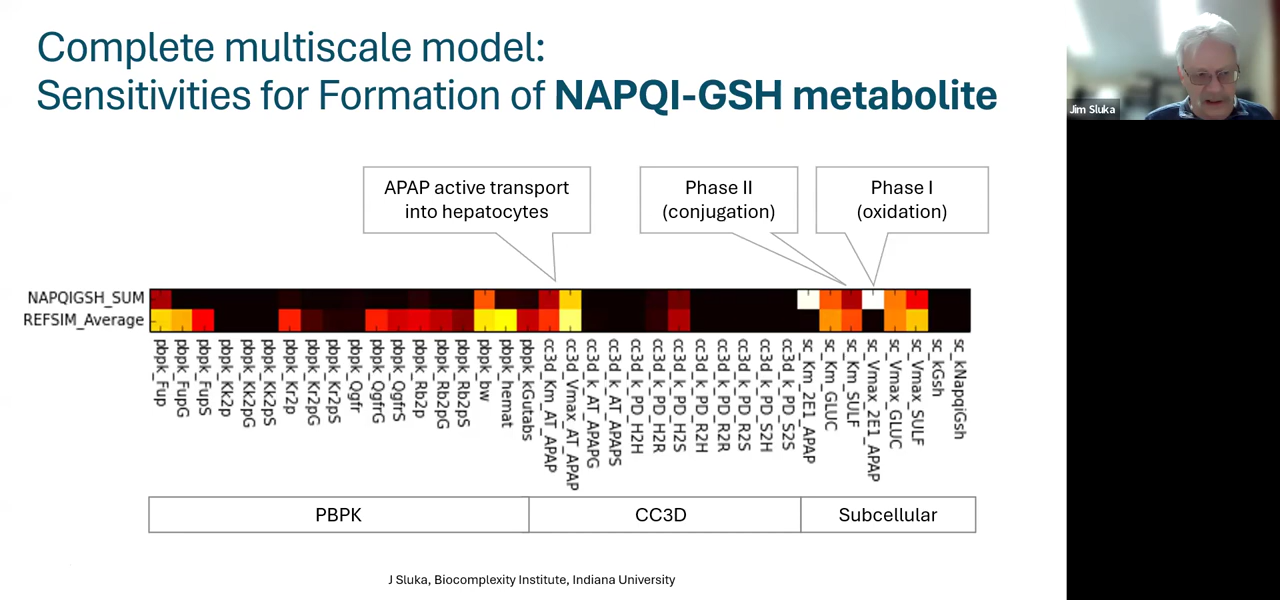 Complete multiscale model:
Sensitivities for Formation of NAPQI-GSH metabolite
Jim Sluka
APAP active transport
into hepatocytes
Phase II
(conjugation)
Phase I
(oxidation)
NAPQIGSH_SUM
REFSIM_Average
pbpk_Fup
pbpk_FupG
pbpk_FupS
pbpk_Kk2p
pbpk_Kk2pG
pbpk_Kk2pS
pbpk_Kr2p
pbpk_Kr2pG
pbpk_Kr2pS
pbpk_Qgfr
pbpk_QgfrG
pbpk_QgfrS
pbpk_Rb2p
pbpk_Rb2pG
pbpk_Rb2pS
pbpk_bw
pbpk_hemat
pbpk_kGutabs
cc3d_Km_AT_APAP
cc3d_Vmax_AT_APAP
cc3d_k_AT_APAPG
cc3d_k_AT_APAPS
cc3d_k_PD_H2H
cc3d_k_PD_H2R
cc3d_k_PD_H2S
cc3d_k_PD_R2H
cc3d_k_PD_R2R
cc3d_k_PD_R2S
cc3d_k_PD_S2H
cc3d_k_PD_S2S
sc_Km_2E1_APAP
sc_Km_GLUC
sc_Km_SULF
sc_Vmax_2E1_APAP
sc_Vmax_GLUC
sc_Vmax_SULF
sc_kGsh
sc_kNapqiGsh
PBPK
CC3D
Subcellular
J Sluka, Biocomplexity Institute, Indiana University